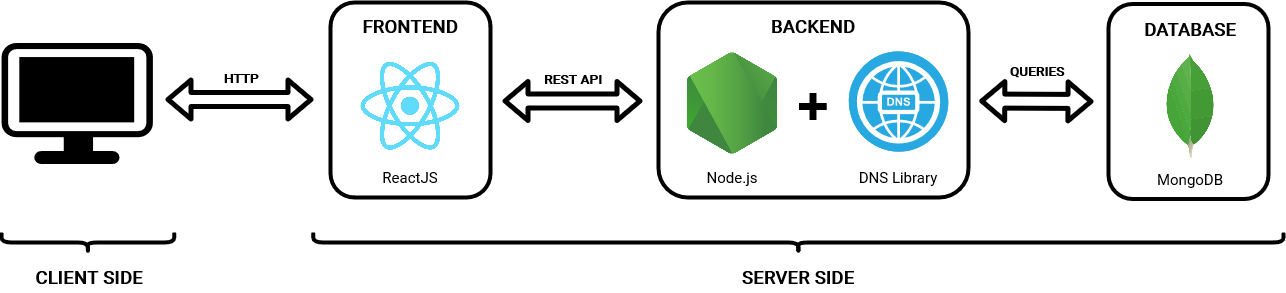 FRONTEND
BACKEND
DATABASE
HTTP
REST API
QUERIES
DNS
ReactJS
Node.js
DNS Library
MongoDB
CLIENT SIDE
SERVER SIDE